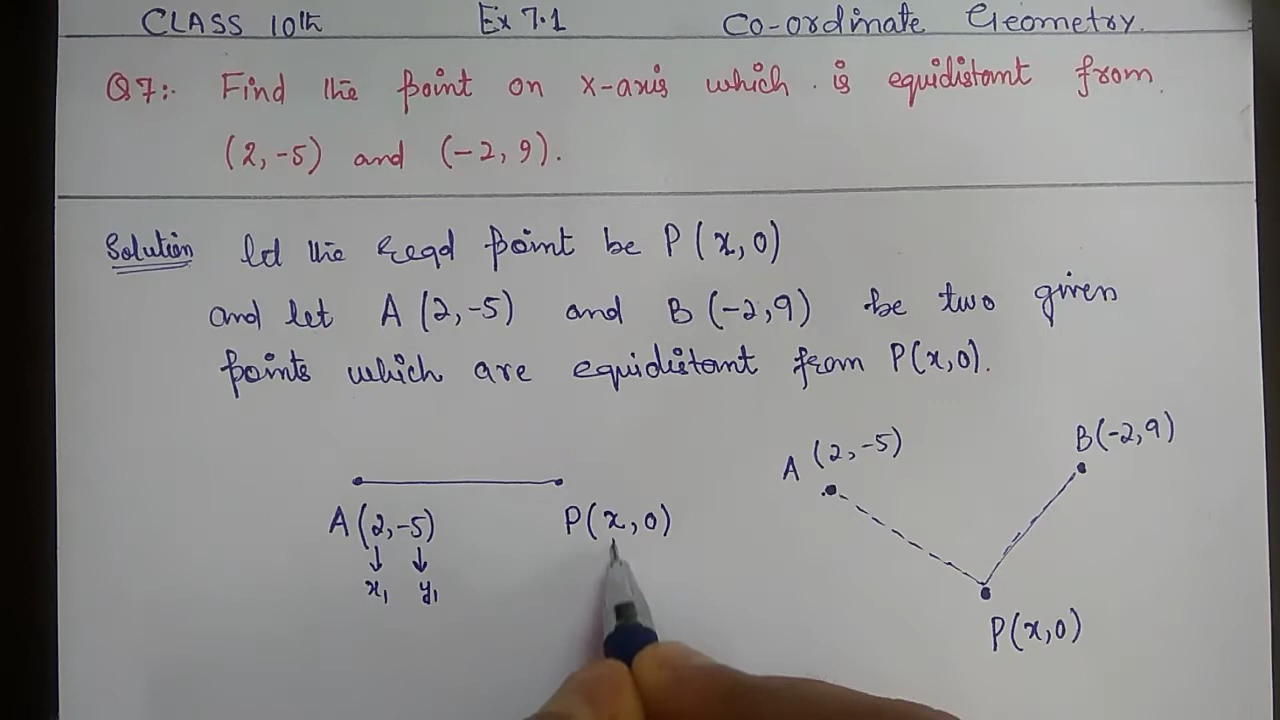 CLASS 10th Ex 7.1 Co-ordinate Geometry.
Q7:- Find the point on x-axis which is equidistant from
(2,-5) and (-2, 9).
Solution let the reqd point be P(x,0)
and let A(2,-5) and B(-2,9) be two given
points which are equidistant from P(x,0).
A (2,-5) B(-2,9)
A(2,-5) P(x,0)
↓ ↓
x₁ y₁
P(x,0)